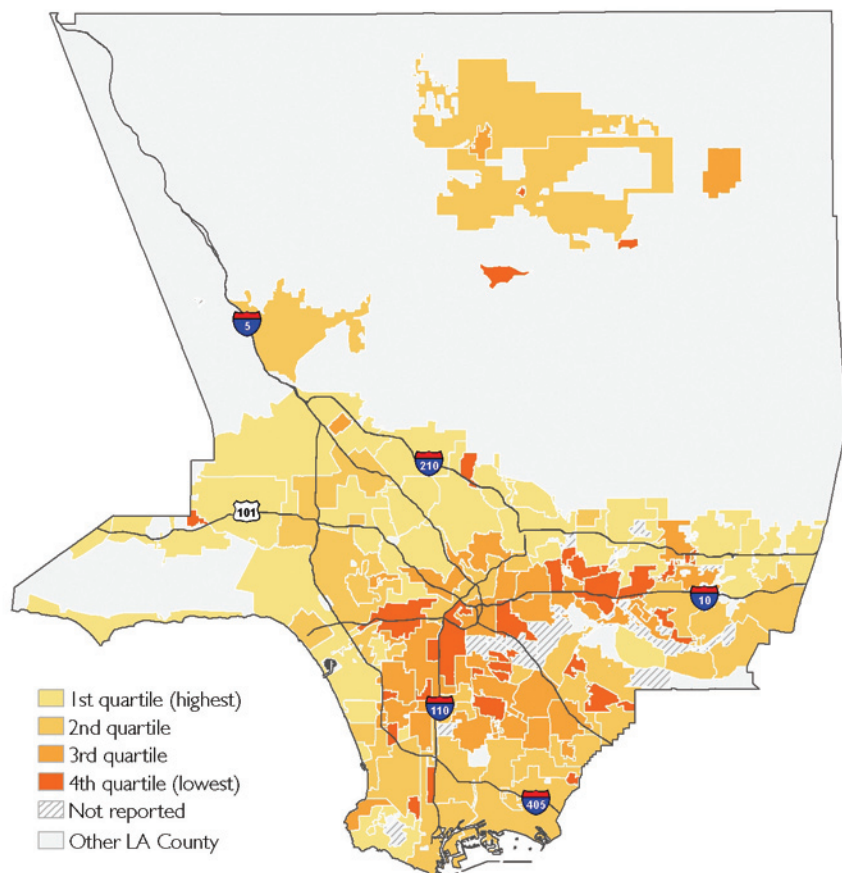 5
210
101
10
1st quartile (highest)
2nd quartile
3rd quartile
4th quartile (lowest)
Not reported
Other LA County
110
405